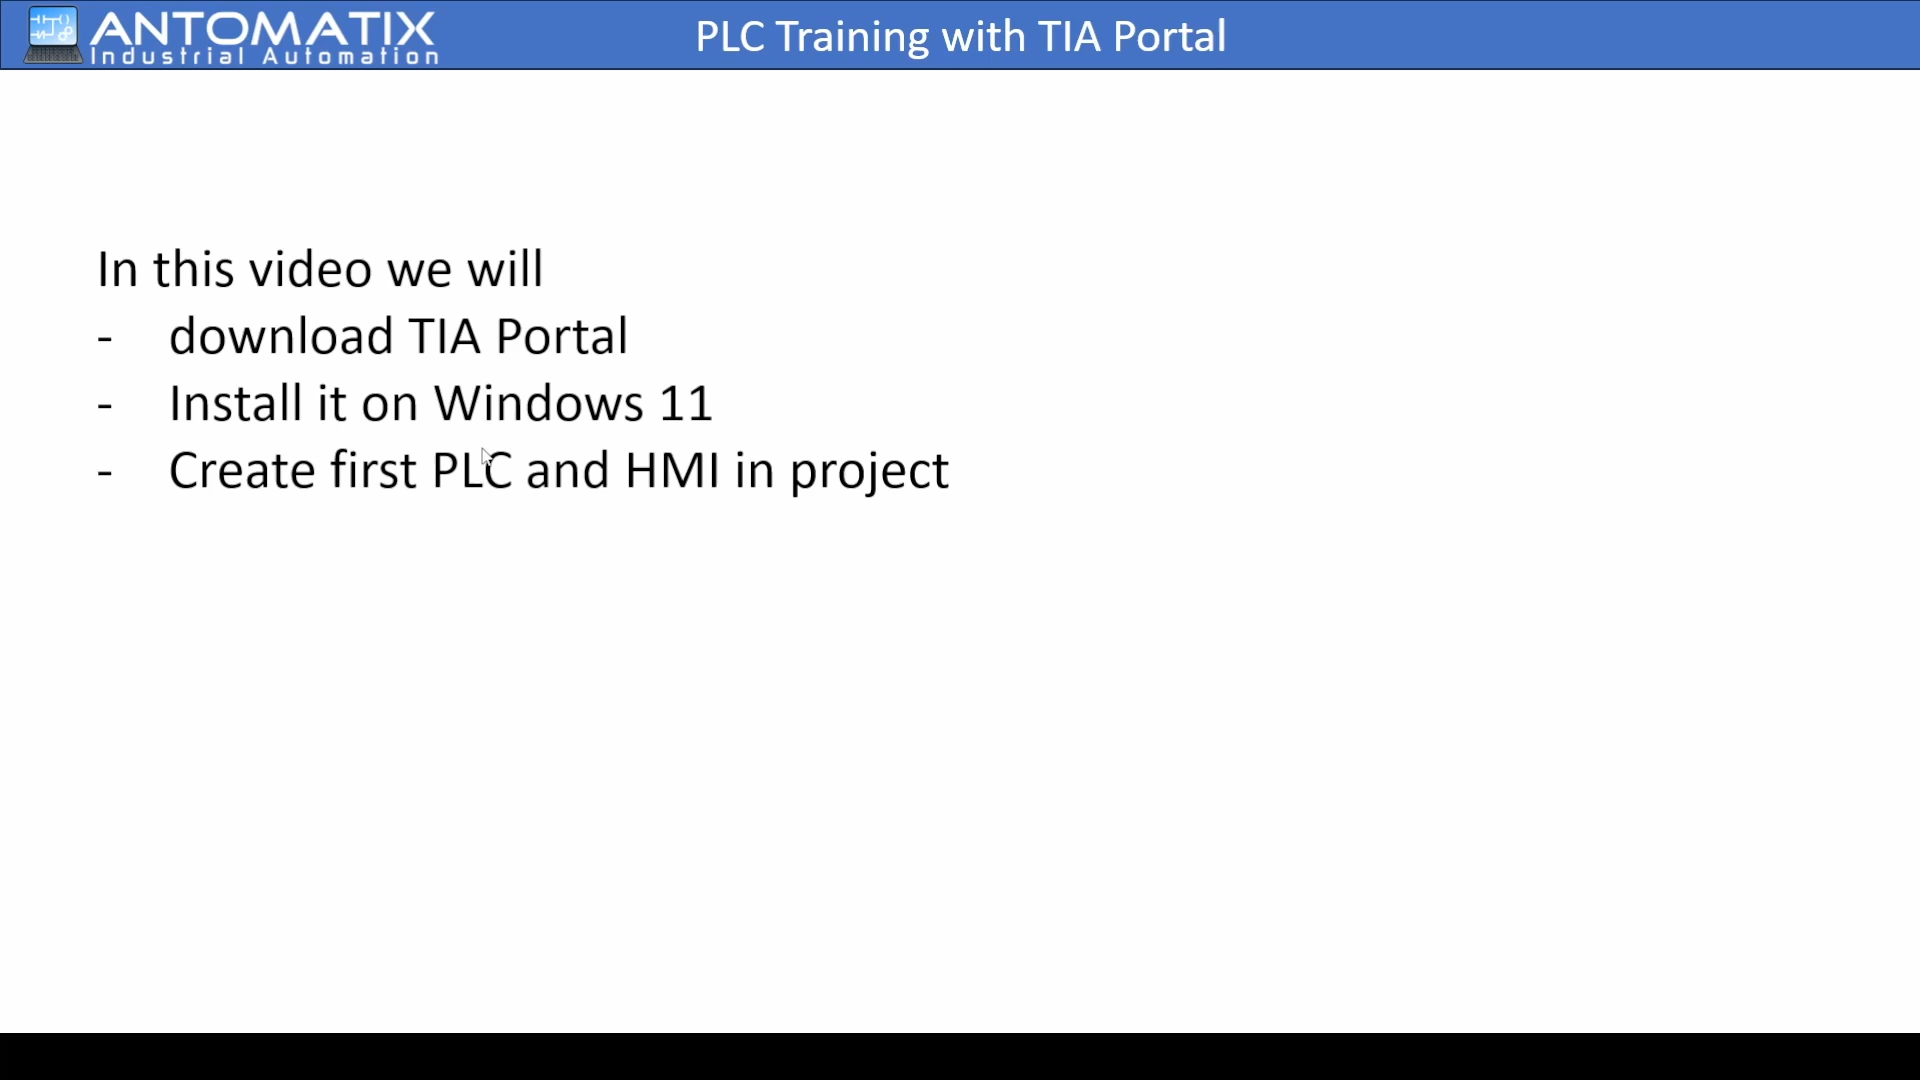 ANTOMATIX
Industrial Automation
PLC Training with TIA Portal
In this video we will
- download TIA Portal
- Install it on Windows 11
- Create first PLC and HMI in project